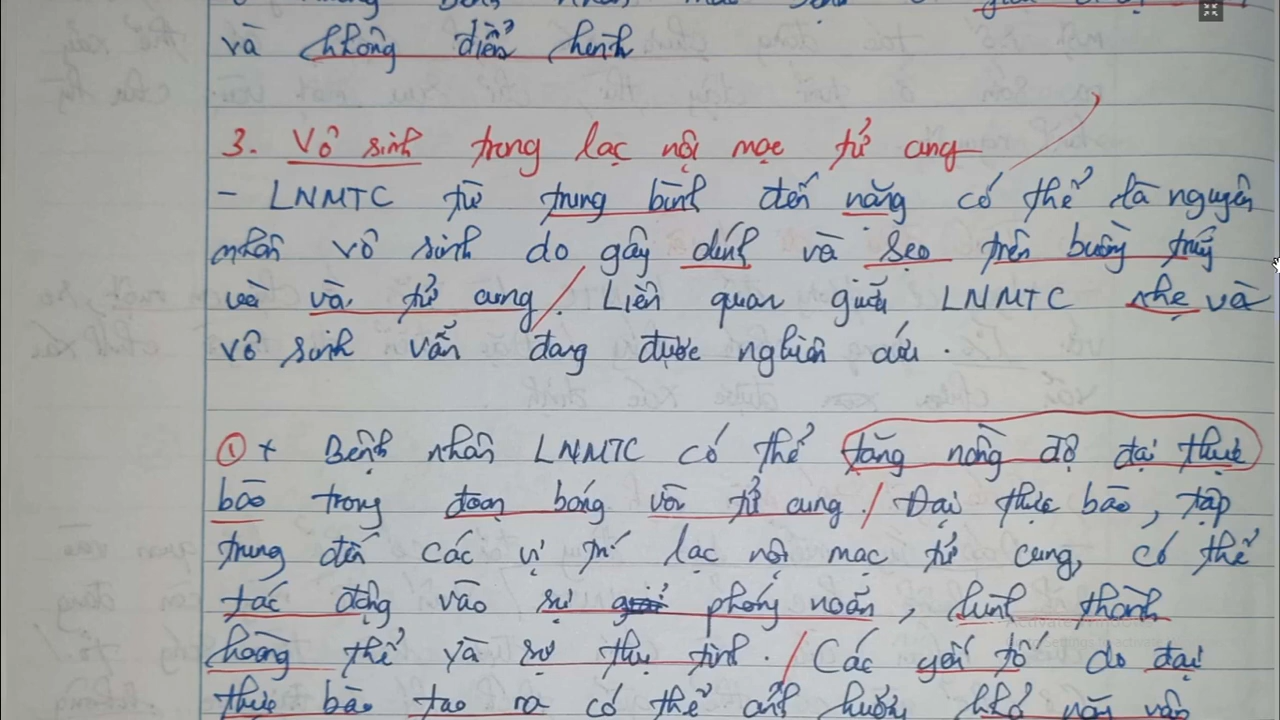 và không điển hình
3. Vô sinh trong lạc nội mạc tử cung
- LNMTC từ trung bình đến nặng có thể là nguyên
nhân vô sinh do gây dính và sẹo trên buồng trứng
và vòi tử cung. Liên quan giữa LNMTC nhẹ và
vô sinh vẫn đang được nghiên cứu.
① + Bệnh nhân LNMTC có thể tăng nồng độ đại thực
bào trong đoạn bóng vòi tử cung. Đại thực bào, tập
trung đến các vị trí lạc nội mạc tử cung, có thể
tác động vào sự phóng noãn, hình thành
hoàng thể và sự thụ tinh. Các yếu tố do đại
thực bào tạo ra có thể ảnh hưởng khả năng vận